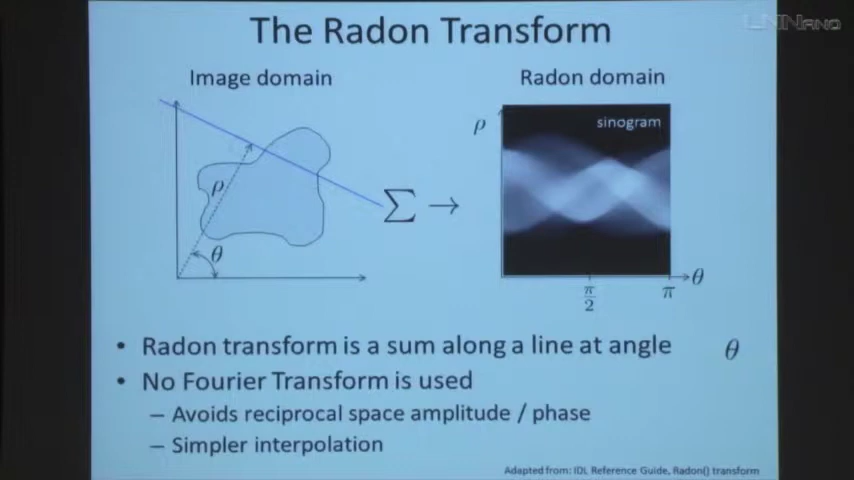 The Radon Transform
LNNano
Image domain
Radon domain
ρ
sinogram
ρ
θ
∑ →
θ
π/2
π
• Radon transform is a sum along a line at angle θ
• No Fourier Transform is used
– Avoids reciprocal space amplitude / phase
– Simpler interpolation
Adapted from: IDL Reference Guide, Radon() transform